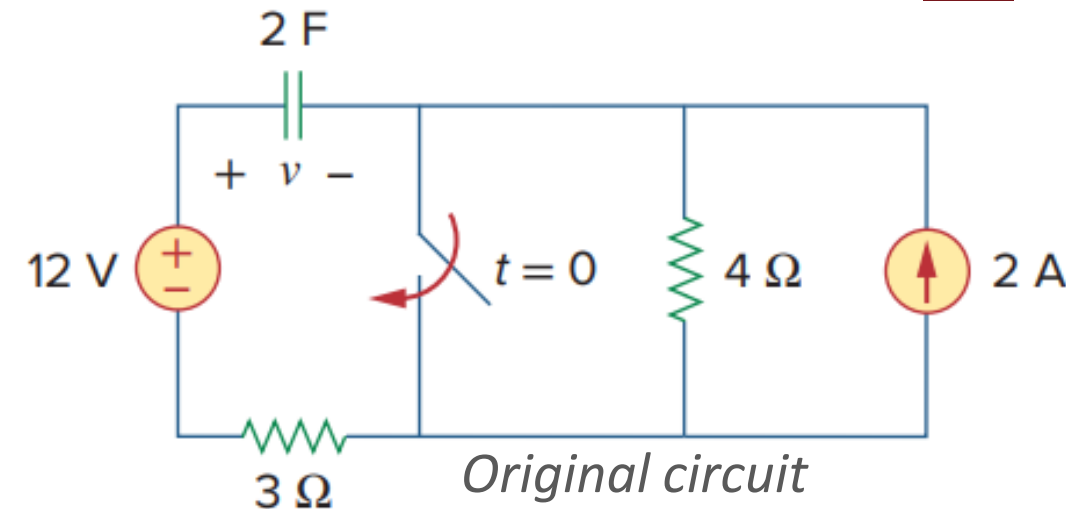 2 F
+ v −
12 V
+
−
t = 0
4 Ω
2 A
3 Ω
Original circuit